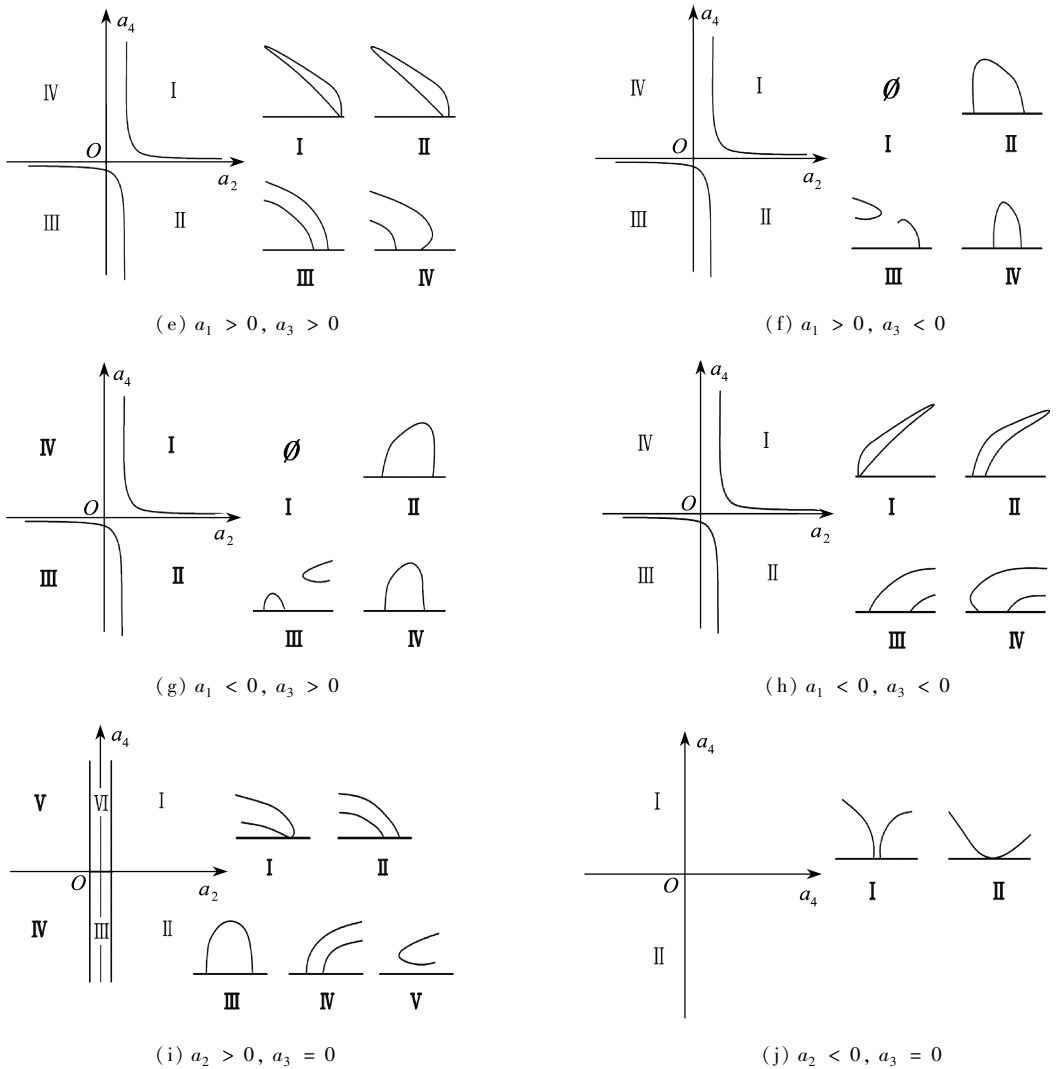 a₄
Ⅳ Ⅰ
O
a₂
Ⅲ Ⅱ
Ⅰ Ⅱ
Ⅲ Ⅳ
(e) a₁ > 0, a₃ > 0
a₄
Ⅳ Ⅰ
O
a₂
Ⅲ Ⅱ
Ø
Ⅰ Ⅱ
Ⅲ Ⅳ
(f) a₁ > 0, a₃ < 0
a₄
Ⅳ Ⅰ
O
a₂
Ⅲ Ⅱ
Ø
Ⅰ Ⅱ
Ⅲ Ⅳ
(g) a₁ < 0, a₃ > 0
a₄
Ⅳ Ⅰ
O
a₂
Ⅲ Ⅱ
Ⅰ Ⅱ
Ⅲ Ⅳ
(h) a₁ < 0, a₃ < 0
a₄
Ⅴ Ⅵ Ⅰ
O
a₂
Ⅳ Ⅲ Ⅱ
Ⅰ Ⅱ
Ⅲ Ⅳ Ⅴ
(i) a₂ > 0, a₃ = 0
a₄
Ⅰ
O
a₄
Ⅱ
Ⅰ Ⅱ
(j) a₂ < 0, a₃ = 0